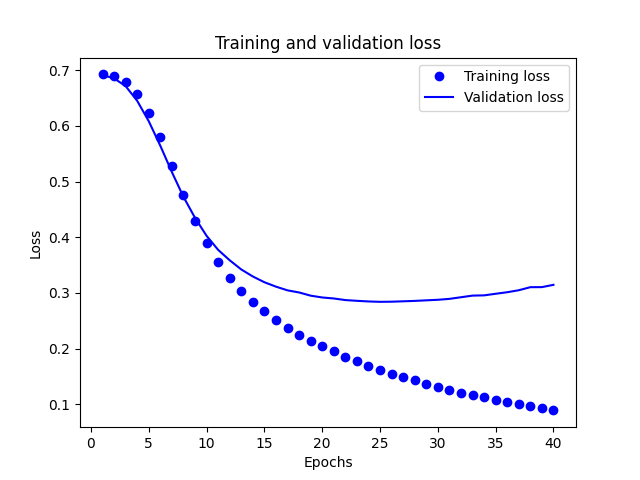 Training and validation loss
Training loss
Validation loss
0.7
0.6
0.5
0.4
0.3
0.2
0.1
Loss
0 5 10 15 20 25 30 35 40
Epochs